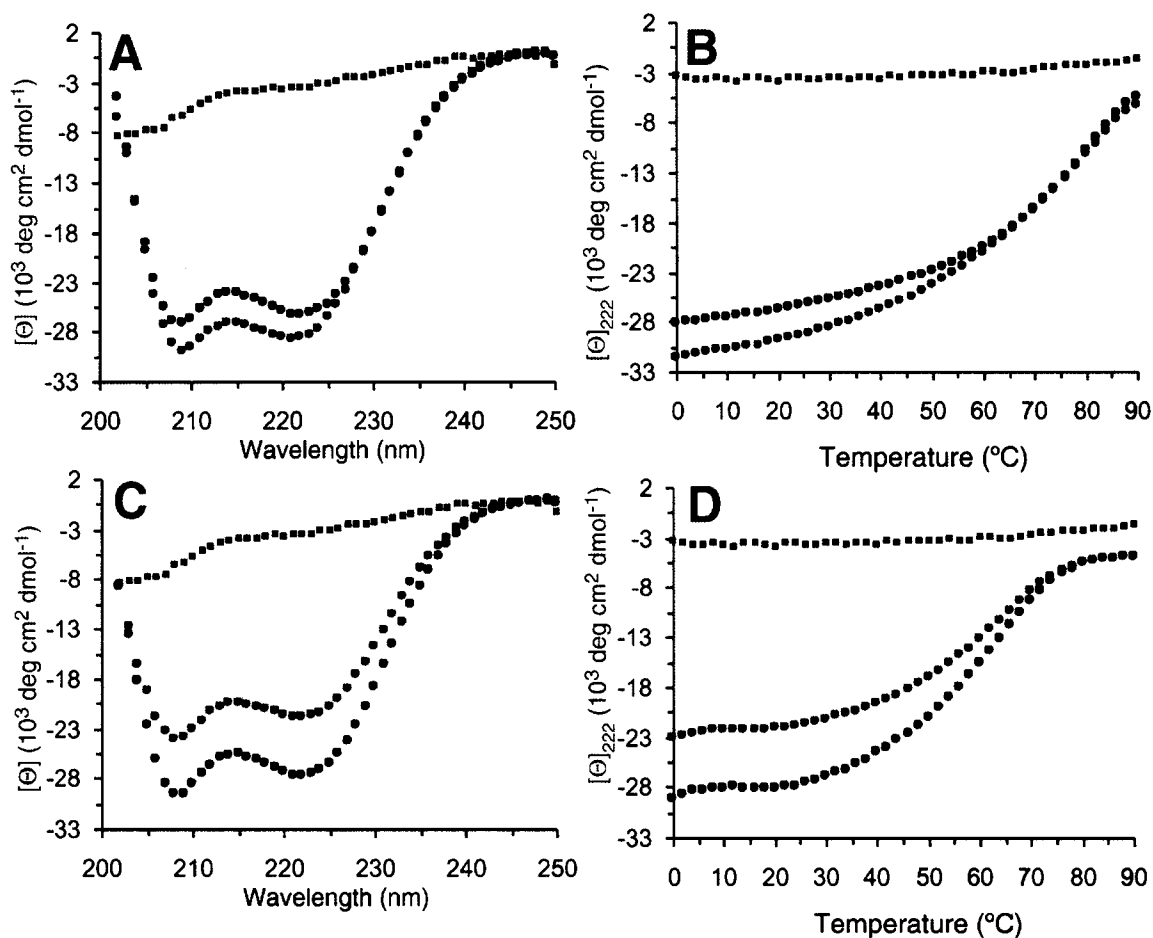 A
[Θ] (10³ deg cm² dmol⁻¹)
2
-3
-8
-13
-18
-23
-28
-33
200 210 220 230 240 250
Wavelength (nm)
B
[Θ]₂₂₂ (10³ deg cm² dmol⁻¹)
2
-3
-8
-13
-18
-23
-28
-33
0 10 20 30 40 50 60 70 80 90
Temperature (ºC)
C
[Θ] (10³ deg cm² dmol⁻¹)
2
-3
-8
-13
-18
-23
-28
-33
200 210 220 230 240 250
Wavelength (nm)
D
[Θ]₂₂₂ (10³ deg cm² dmol⁻¹)
2
-3
-8
-13
-18
-23
-28
-33
0 10 20 30 40 50 60 70 80 90
Temperature (ºC)